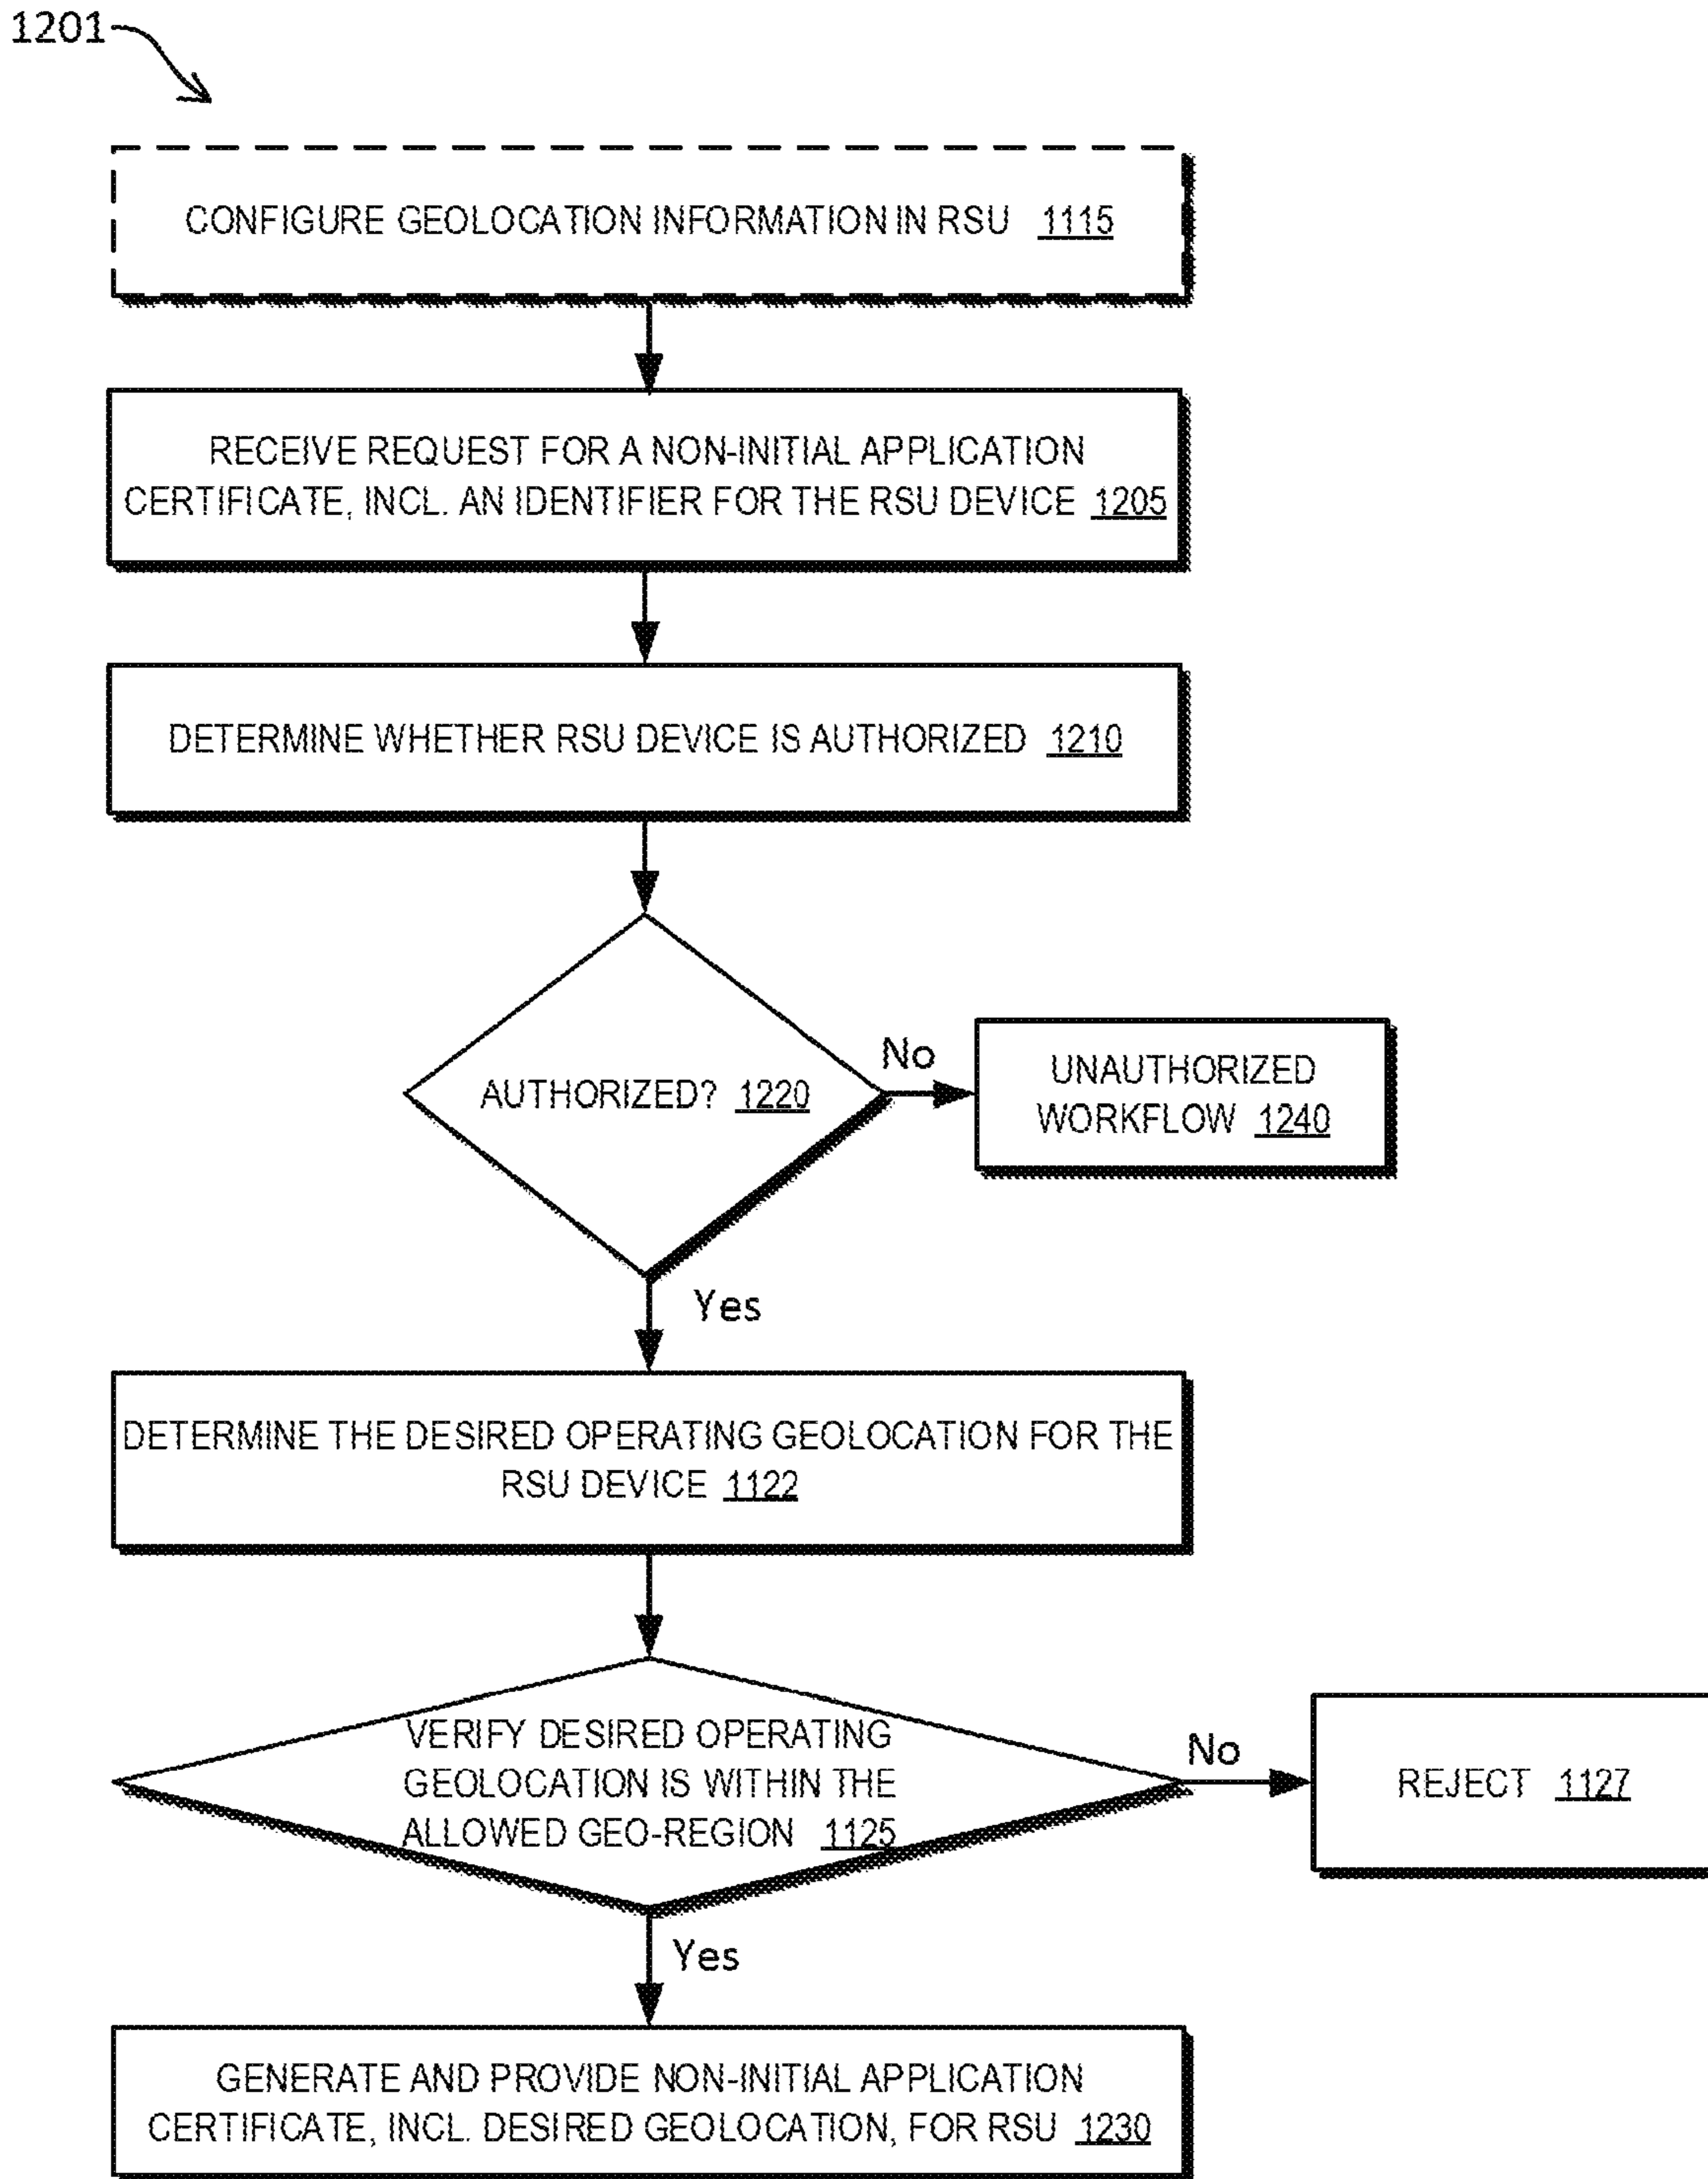 1201
CONFIGURE GEOLOCATION INFORMATION IN RSU 1115
RECEIVE REQUEST FOR A NON-INITIAL APPLICATION
CERTIFICATE, INCL. AN IDENTIFIER FOR THE RSU DEVICE 1205
DETERMINE WHETHER RSU DEVICE IS AUTHORIZED 1210
AUTHORIZED? 1220
No
UNAUTHORIZED
WORKFLOW 1240
Yes
DETERMINE THE DESIRED OPERATING GEOLOCATION FOR THE
RSU DEVICE 1122
VERIFY DESIRED OPERATING
GEOLOCATION IS WITHIN THE
ALLOWED GEO-REGION 1125
No
REJECT 1127
Yes
GENERATE AND PROVIDE NON-INITIAL APPLICATION
CERTIFICATE, INCL. DESIRED GEOLOCATION, FOR RSU 1230